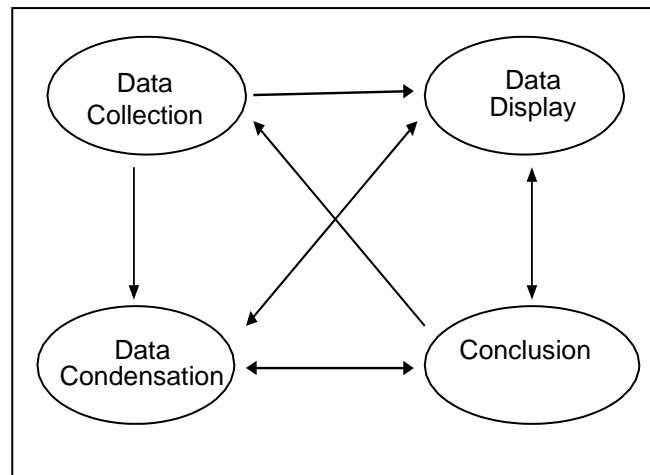 Data
Collection
Data
Display
Data
Condensation
Conclusion